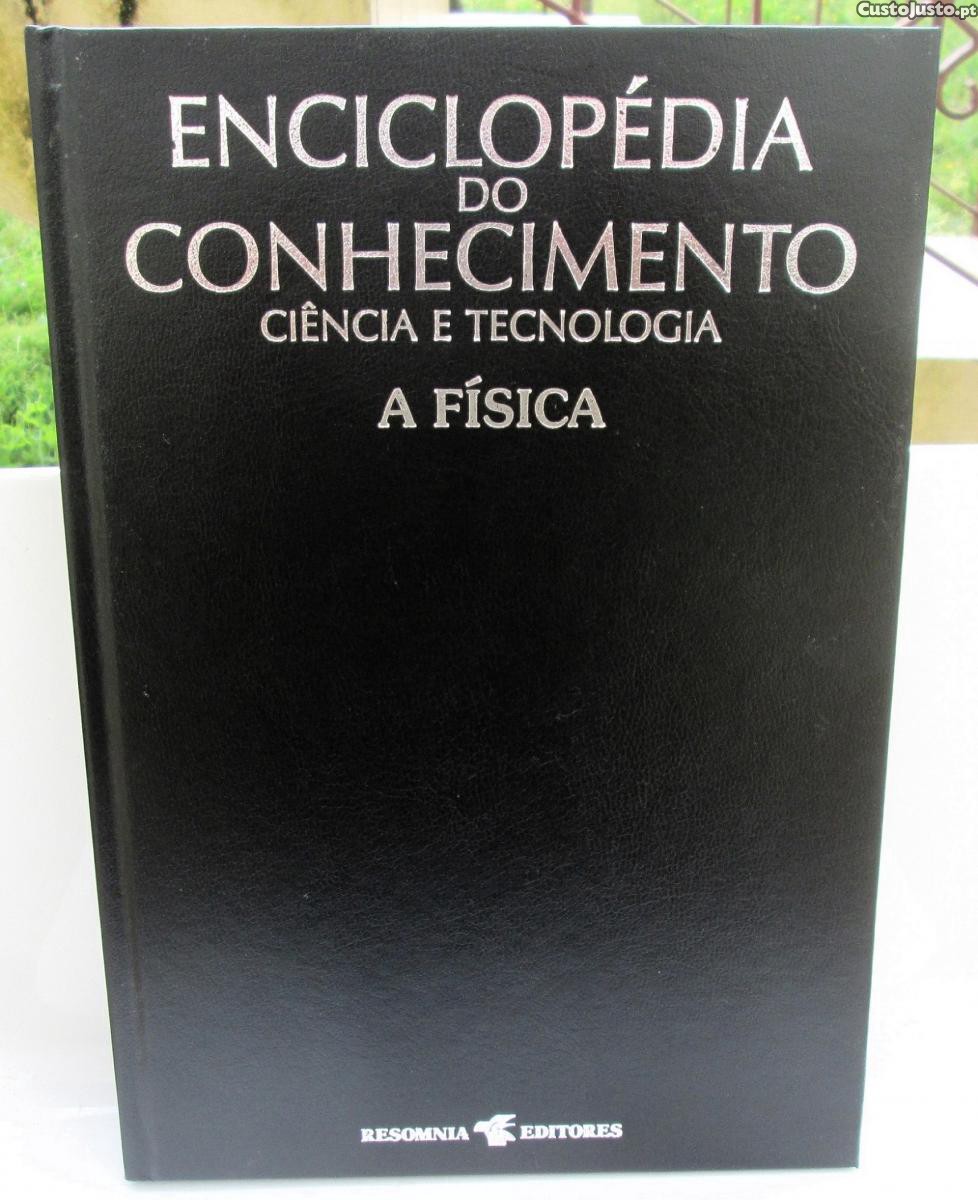 CustoJusto.pt
ENCICLOPÉDIA
DO
CONHECIMENTO
CIÊNCIA E TECNOLOGIA
A FÍSICA
RESOMNIA EDITORES